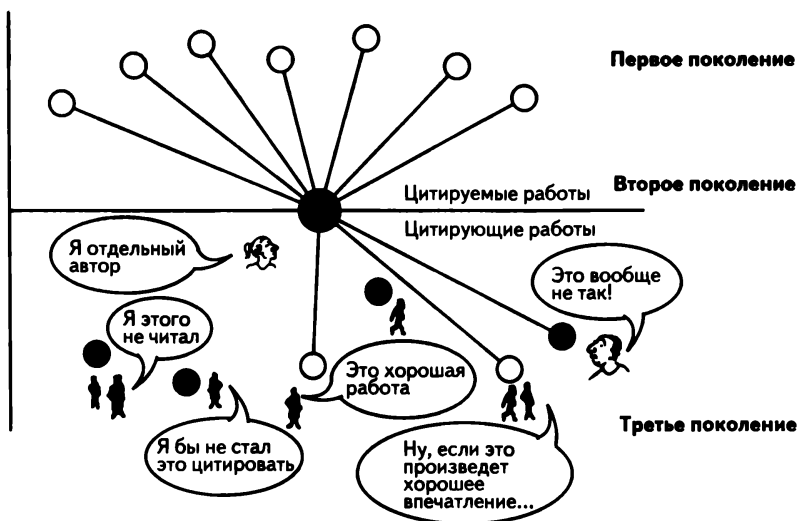 Первое поколение
Цитируемые работы
Второе поколение
Цитирующие работы
Я отдельный
автор
Это вообще
не так!
Я этого
не читал
Это хорошая
работа
Я бы не стал
это цитировать
Ну, если это
произведет
хорошее
впечатление...
Третье поколение